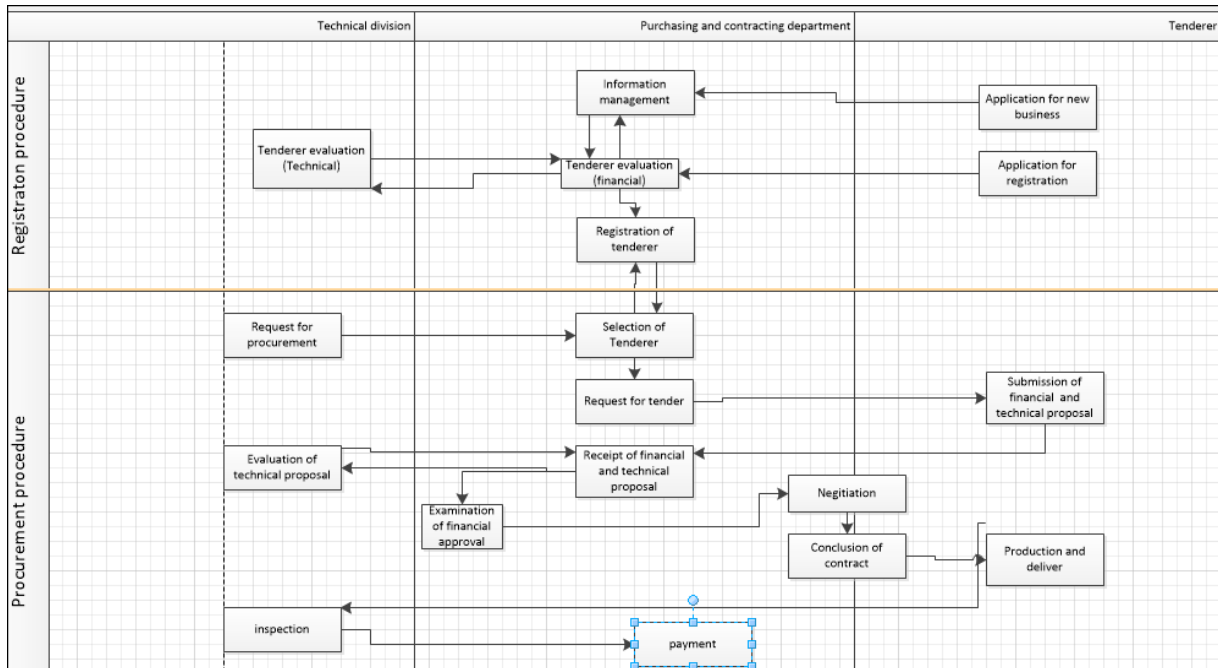 Technical division
Purchasing and contracting department
Tenderer
Registraton procedure
Information
management
Application for new
business
Tenderer evaluation
(Technical)
Tenderer evaluation
(financial)
Application for
registration
Registration of
tenderer
Procurement procedure
Request for
procurement
Selection of
Tenderer
Request for tender
Submission of
financial and
technical proposal
Evaluation of
technical proposal
Receipt of financial
and technical
proposal
Negitiation
Examination
of financial
approval
Conclusion of
contract
Production and
deliver
inspection
payment